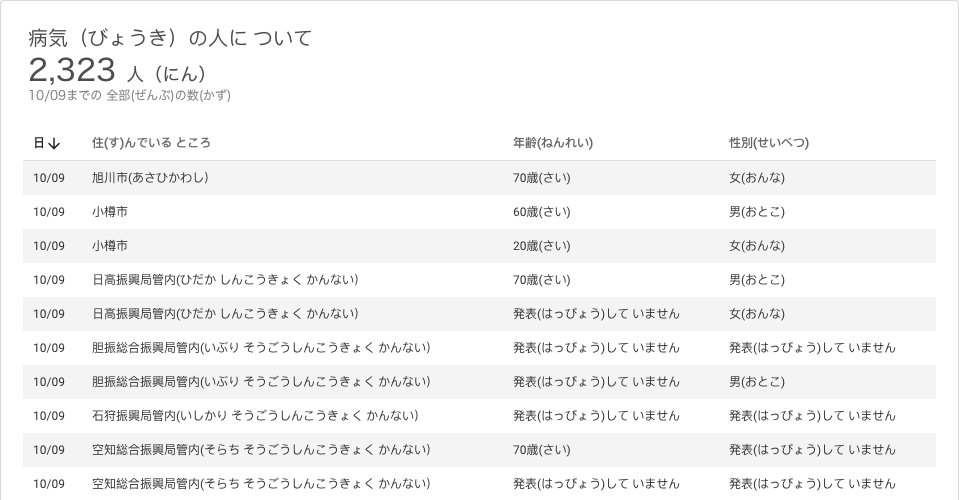 病気（びょうき）の人に ついて
2,323 人（にん）
10/09までの 全部(ぜんぶ)の数(かず)
日↓ 住(す)んでいる ところ 年齢(ねんれい) 性別(せいべつ)
10/09 旭川市(あさひかわし) 70歳(さい) 女(おんな)
10/09 小樽市 60歳(さい) 男(おとこ)
10/09 小樽市 20歳(さい) 女(おんな)
10/09 日高振興局管内(ひだか しんこうきょく かんない) 70歳(さい) 男(おとこ)
10/09 日高振興局管内(ひだか しんこうきょく かんない) 発表(はっぴょう)して いません 女(おんな)
10/09 胆振総合振興局管内(いぶり そうごうしんこうきょく かんない) 発表(はっぴょう)して いません 発表(はっぴょう)して いません
10/09 胆振総合振興局管内(いぶり そうごうしんこうきょく かんない) 発表(はっぴょう)して いません 男(おとこ)
10/09 石狩振興局管内(いしかり そうごうしんこうきょく かんない) 発表(はっぴょう)して いません 発表(はっぴょう)して いません
10/09 空知総合振興局管内(そらち そうごうしんこうきょく かんない) 70歳(さい) 発表(はっぴょう)して いません
10/09 空知総合振興局管内(そらち そうごうしんこうきょく かんない) 発表(はっぴょう)して いません 発表(はっぴょう)して いません